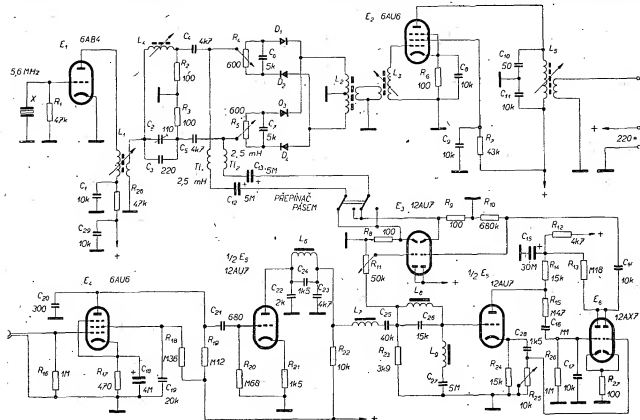 E₁ 6AB4
5,6 MHz
X
R₁
47k
L₁
C₁
10k
R₂₈
47k
C₂₉
10k
L₄
C₄
4k7
R₂
100
R₃
100
C₂
110
C₃ 220
C₅
4k7
Tl₁
2,5
mH
Tl₂
2,5 mH
R₄
600
C₆
5k
D₁
D₂
600
R₅
C₇
5k
D₃
D₄
C₁₃ 5M
C₁₂ 5M
PŘEPÍNAČ
PÁSEM
L₂
L₃
E₂ 6AU6
R₆
100
C₈
10k
C₉
10k
R₇
43k
C₁₀
50
C₁₁
10k
L₅
220
E₃ 12AU7
R₈
100
R₉
100
R₁₀
680k
R₁₁
50k
L₈
1/2 E₅
12AU7
C₁₅
30M
R₁₂
4k7
R₁₄
15k
R₁₃
M18
10k
R₁₅
M47
C₁₆
M1
E₆
12AX7
C₁₇
10k
R₂₆
1M
R₂₇
100
E₄ 6AU6
C₂₀
300
R₁₆
1M
R₁₇
470
C₁₈
4M
C₁₉
20k
R₁₈
M36
R₁₉
M12
C₂₁ 680
1/2 E₅
12AU7
R₂₀
M68
R₂₁
1k5
L₆
C₂₄
1k5
C₂₂
2k
C₂₃
4k7
R₂₂
10k
L₇
C₂₅
40k
R₂₃
3k9
C₂₆
15k
L₉
C₂₇
5M
R₂₄
15k
C₂₈
1k5
R₂₅
10k